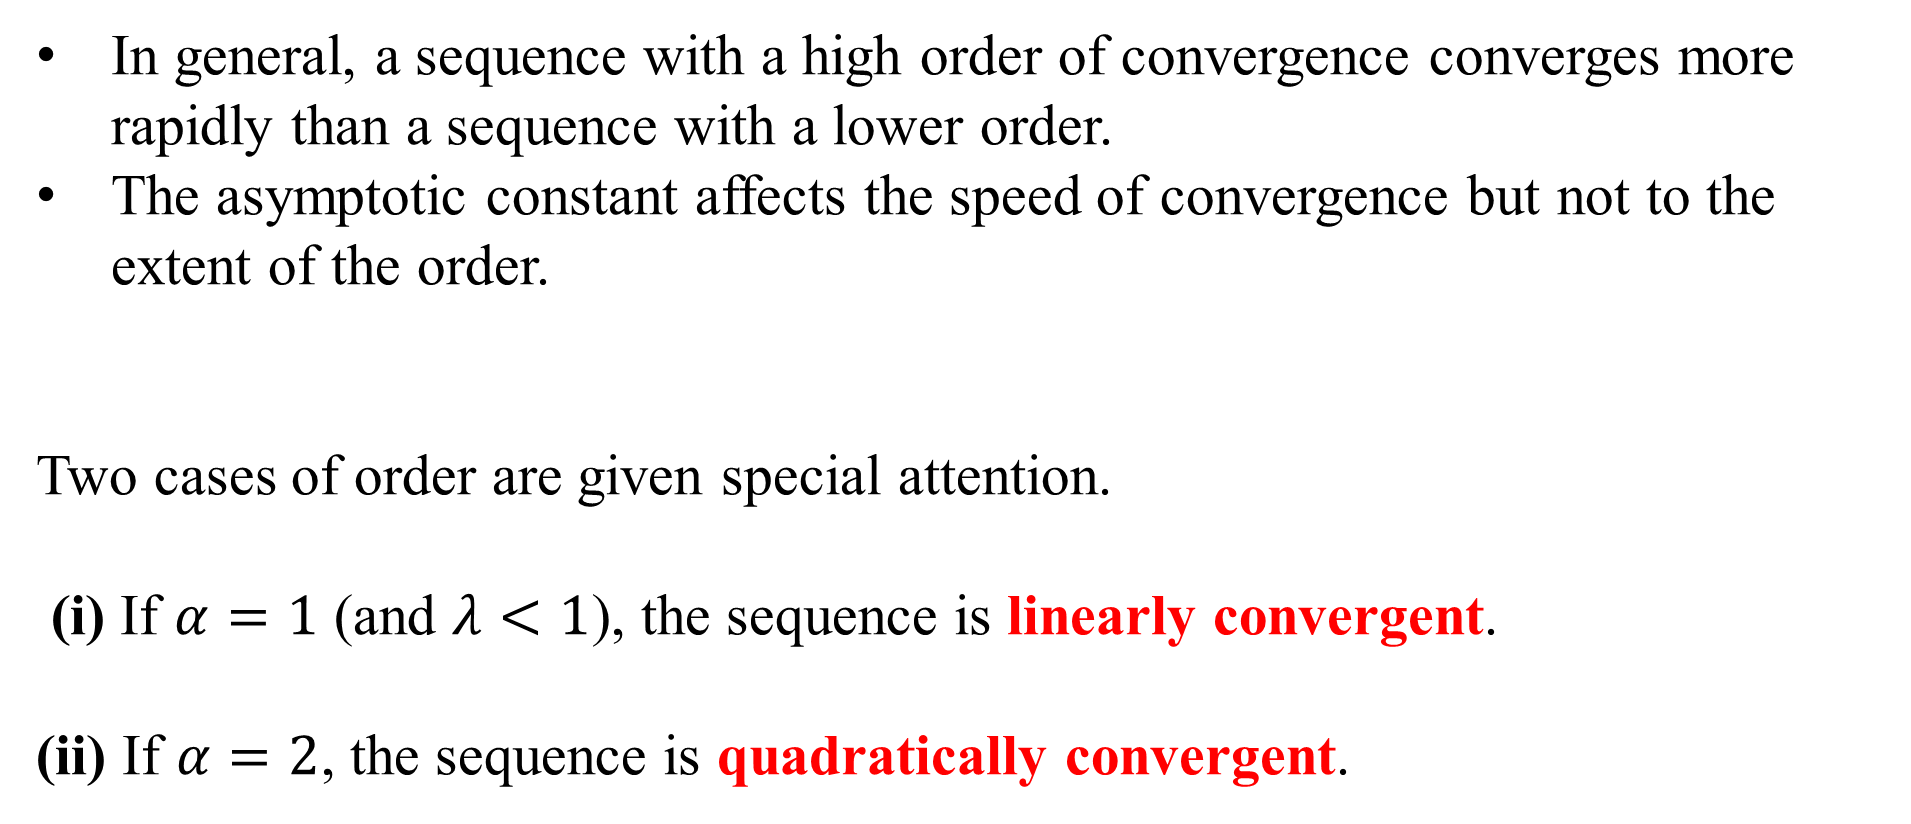 • In general, a sequence with a high order of convergence converges more
rapidly than a sequence with a lower order.
• The asymptotic constant affects the speed of convergence but not to the
extent of the order.
Two cases of order are given special attention.
(i) If α = 1 (and λ < 1), the sequence is linearly convergent.
(ii) If α = 2, the sequence is quadratically convergent.